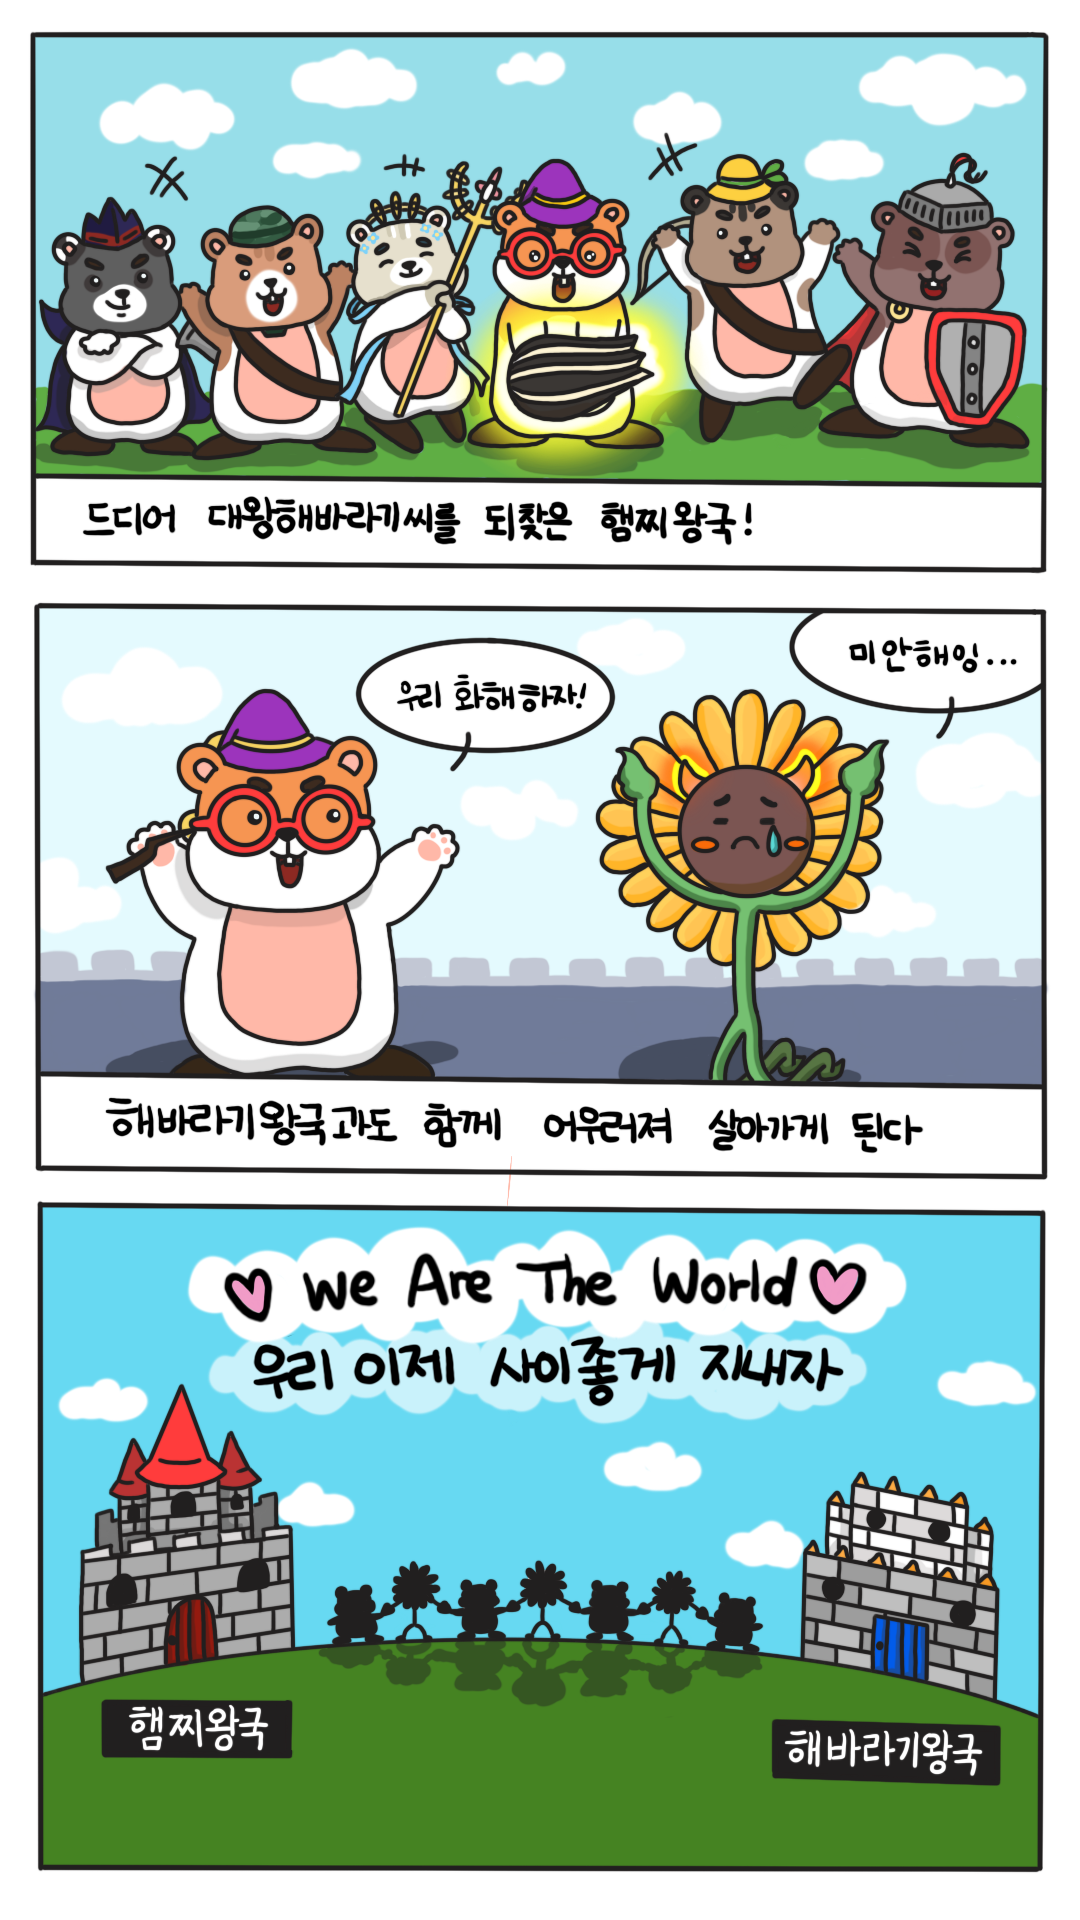 드디어 대왕해바라기씨를 되찾은 햄찌왕국!
우리 화해하자!
미안해잉...
해바라기왕국과도 함께 어우러져 살아가게 된다
We Are The World
우리 이제 사이좋게 지내자
햄찌왕국
해바라기왕국